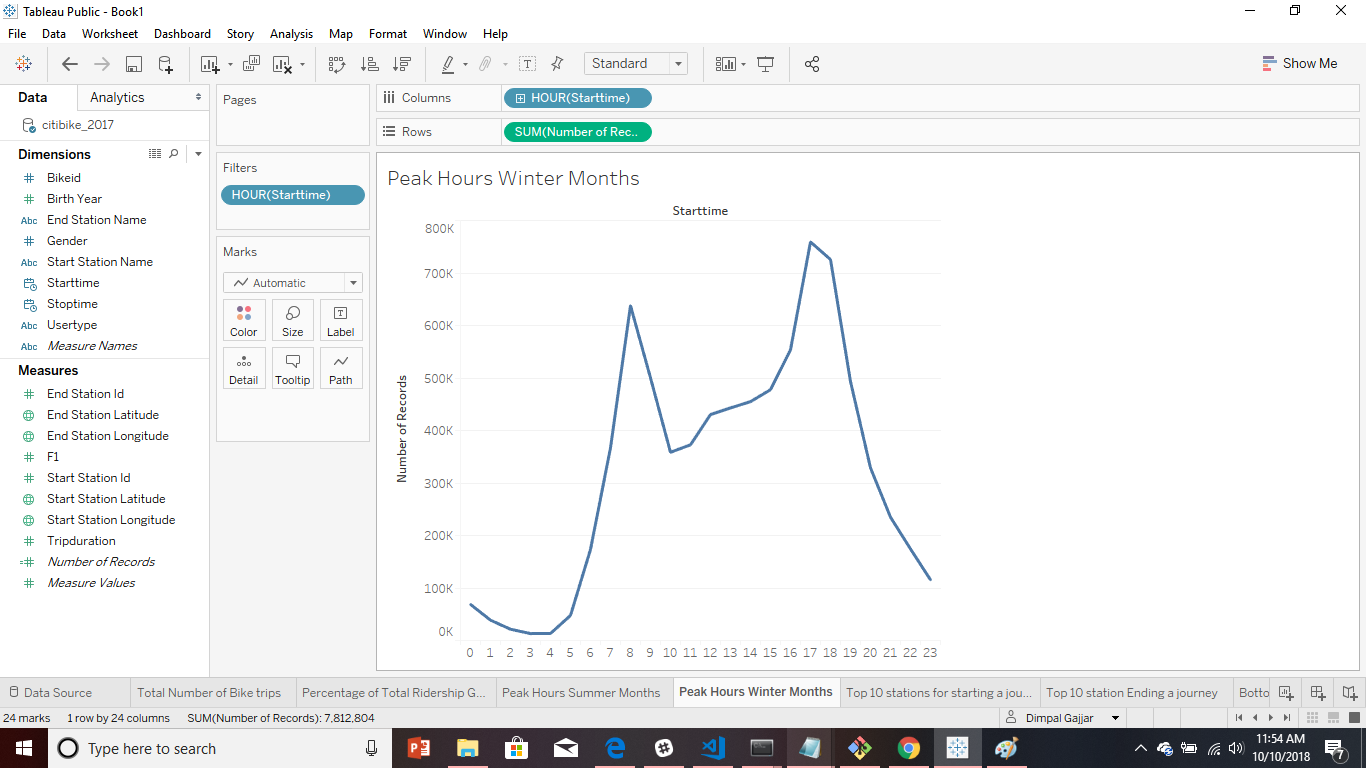 Tableau Public - Book1
File Data Worksheet Dashboard Story Analysis Map Format Window Help
Standard
Show Me
Data
Analytics
citibike_2017
Dimensions
Bikeid
Birth Year
Abc End Station Name
Gender
Abc Start Station Name
Starttime
Stoptime
Abc Usertype
Abc Measure Names
Measures
End Station Id
End Station Latitude
End Station Longitude
F1
Start Station Id
Start Station Latitude
Start Station Longitude
Tripduration
Number of Records
Measure Values
Pages
Filters
HOUR(Starttime)
Marks
Automatic
Color Size Label
Detail Tooltip Path
Columns HOUR(Starttime)
Rows SUM(Number of Rec..
Peak Hours Winter Months
Starttime
800K
700K
600K
500K
400K
300K
200K
100K
0K
Number of Records
0 1 2 3 4 5 6 7 8 9 10 11 12 13 14 15 16 17 18 19 20 21 22 23
Data Source Total Number of Bike trips Percentage of Total Ridership G... Peak Hours Summer Months Peak Hours Winter Months Top 10 stations for starting a jou... Top 10 station Ending a journey Botto
24 marks 1 row by 24 columns SUM(Number of Records): 7,812,804 Dimpal Gajjar
Type here to search
11:54 AM
10/10/2018
7